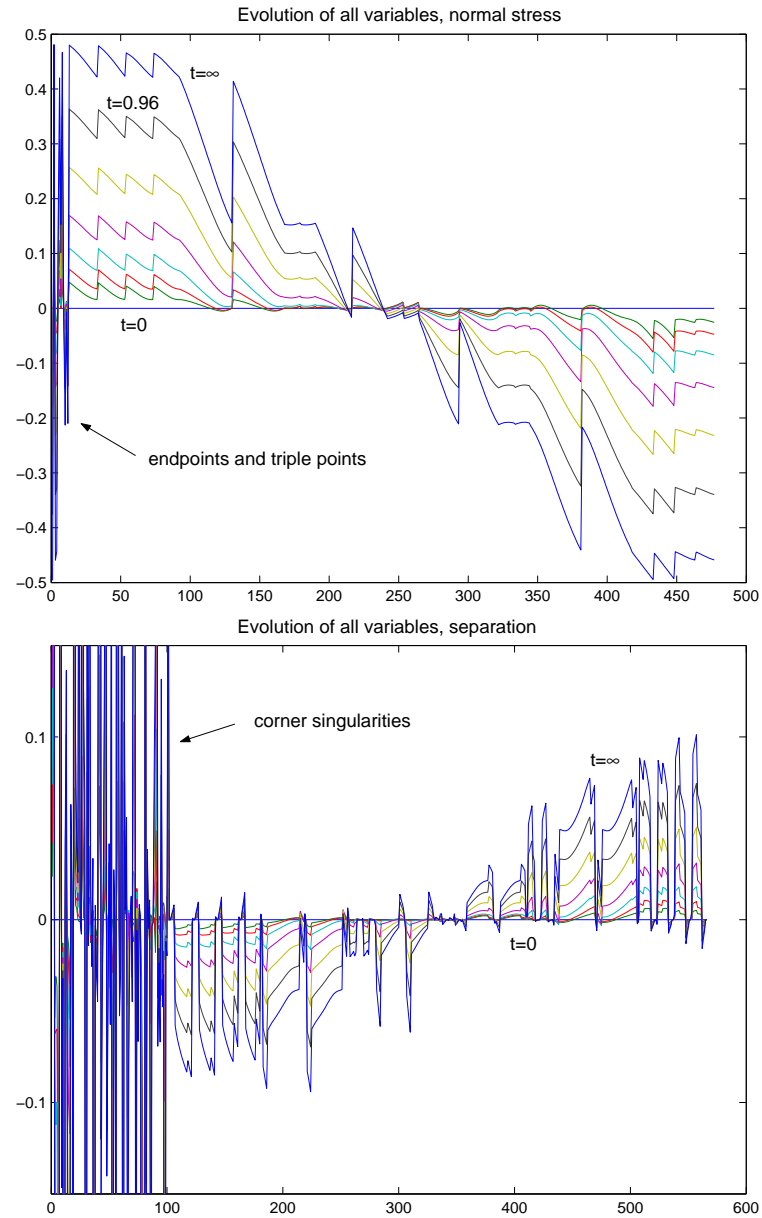 Evolution of all variables, normal stress
0.5
0.4
0.3
0.2
0.1
0
−0.1
−0.2
−0.3
−0.4
−0.5
t=∞
t=0.96
t=0
endpoints and triple points
0 50 100 150 200 250 300 350 400 450 500
Evolution of all variables, separation
0.1
0
−0.1
corner singularities
t=∞
t=0
0 100 200 300 400 500 600